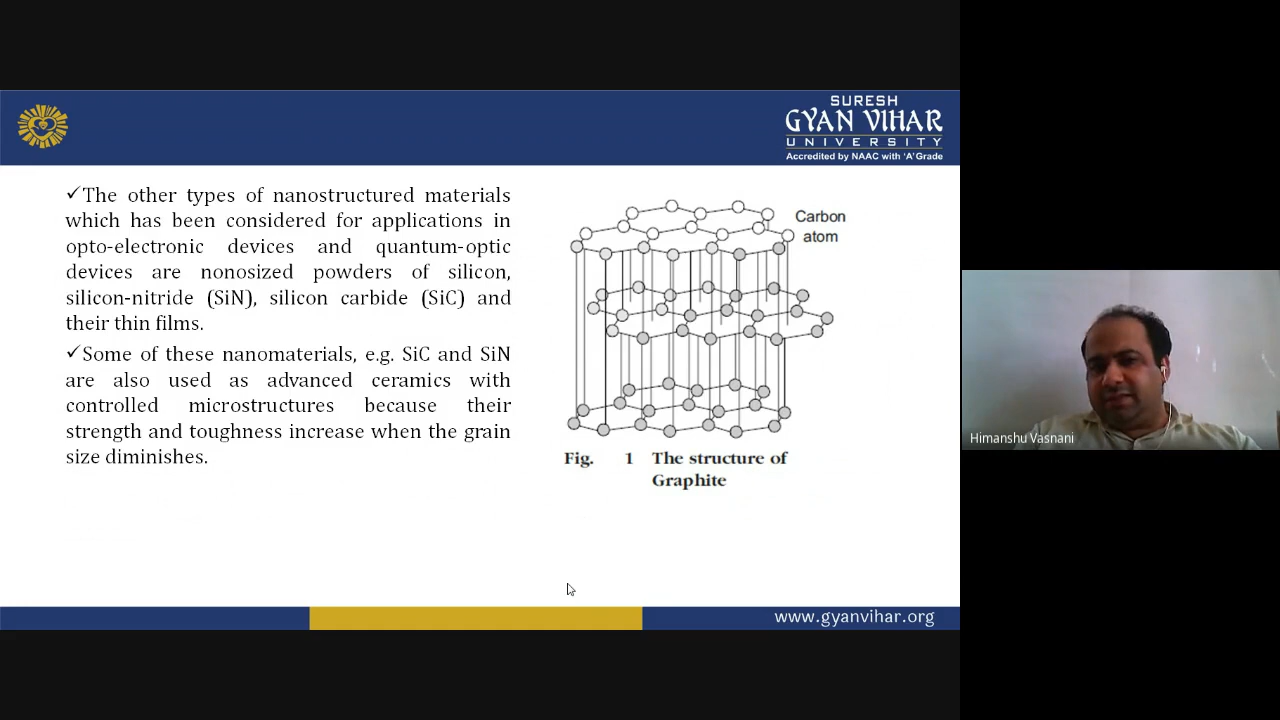 SURESH
GYAN VIHAR
UNIVERSITY
Accredited by NAAC with 'A' Grade
✓The other types of nanostructured materials
which has been considered for applications in
opto-electronic devices and quantum-optic
devices are nonosized powders of silicon,
silicon-nitride (SiN), silicon carbide (SiC) and
their thin films.
✓Some of these nanomaterials, e.g. SiC and SiN
are also used as advanced ceramics with
controlled microstructures because their
strength and toughness increase when the grain
size diminishes.
Carbon
atom
Fig. 1 The structure of
Graphite
www.gyanvihar.org
Himanshu Vasnani